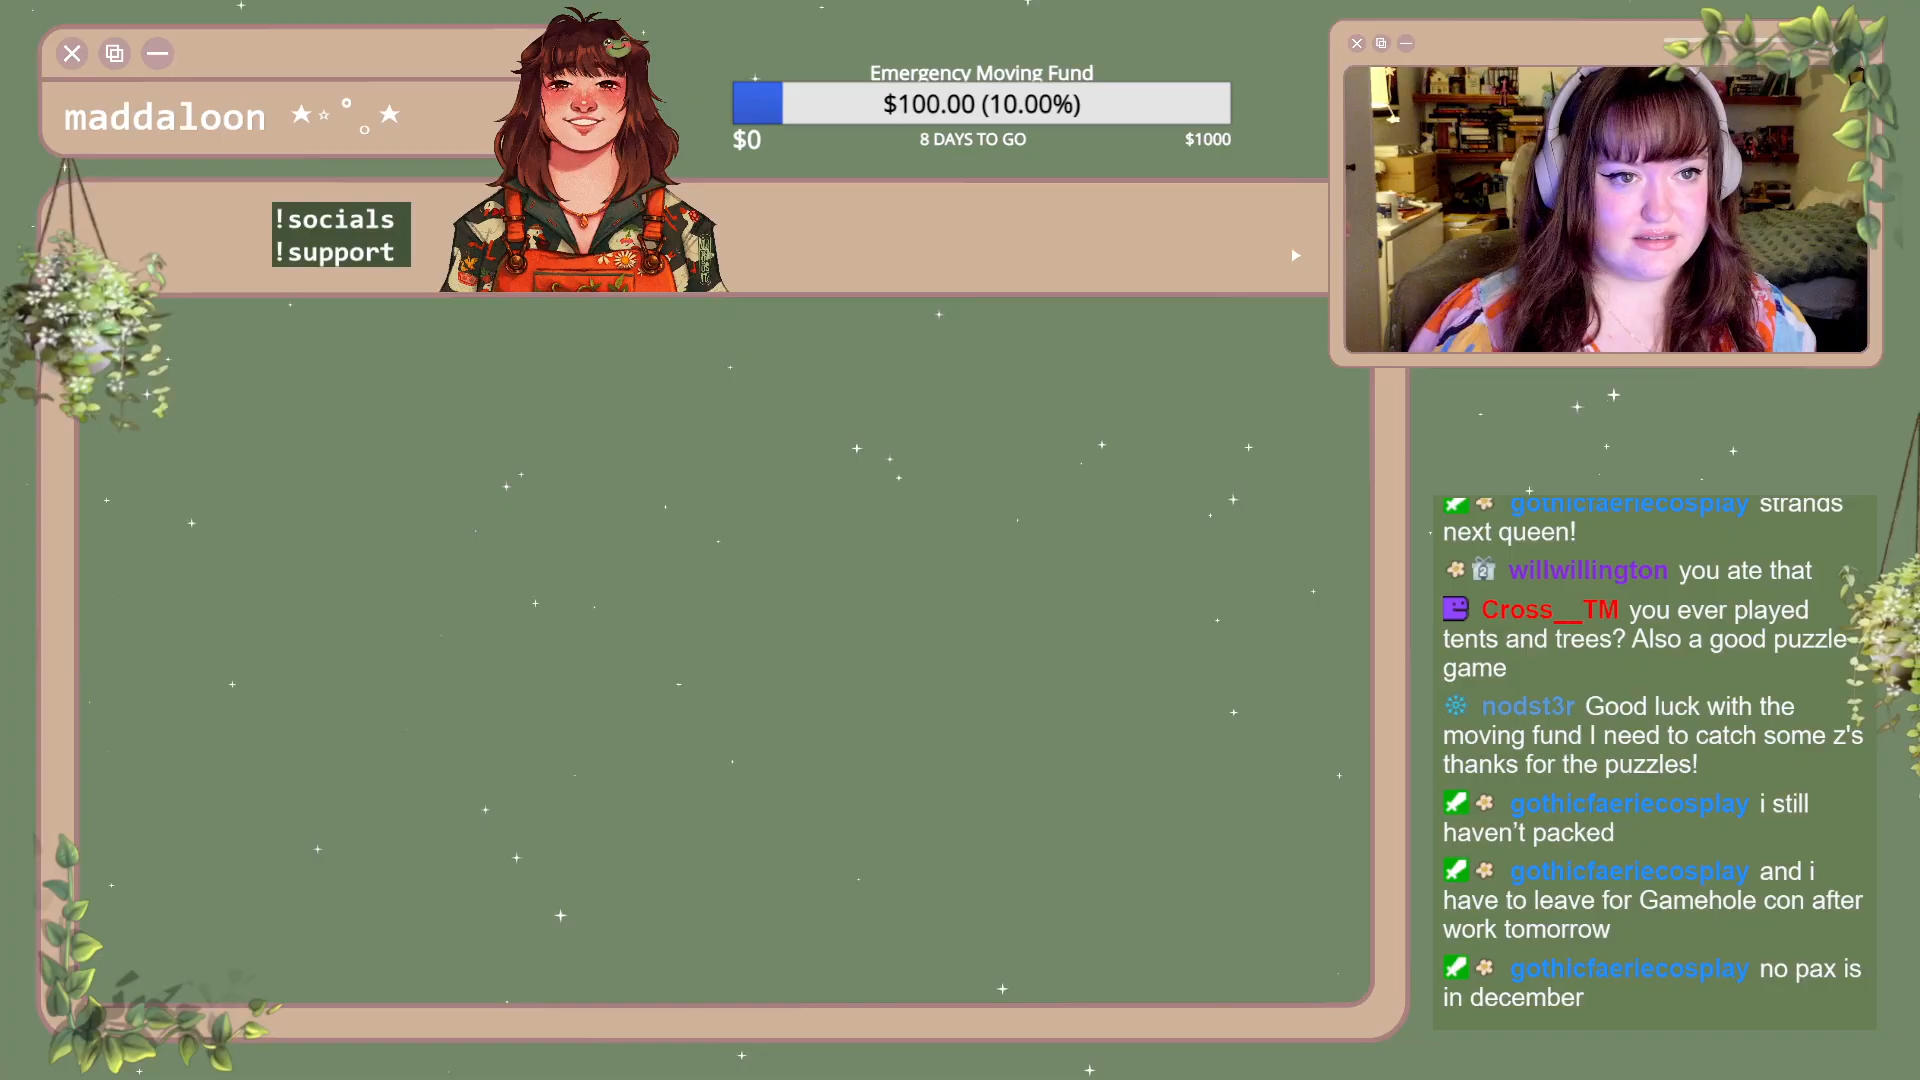 maddaloon
Emergency Moving Fund
$100.00 (10.00%)
$0
8 DAYS TO GO
$1000
!socials
!support
gothicfaeriecosplay strands
next queen!
willwillington you ate that
Cross__TM you ever played
tents and trees? Also a good puzzle
game
nodst3r Good luck with the
moving fund I need to catch some z's
thanks for the puzzles!
gothicfaeriecosplay i still
haven’t packed
gothicfaeriecosplay and i
have to leave for Gamehole con after
work tomorrow
gothicfaeriecosplay no pax is
in december